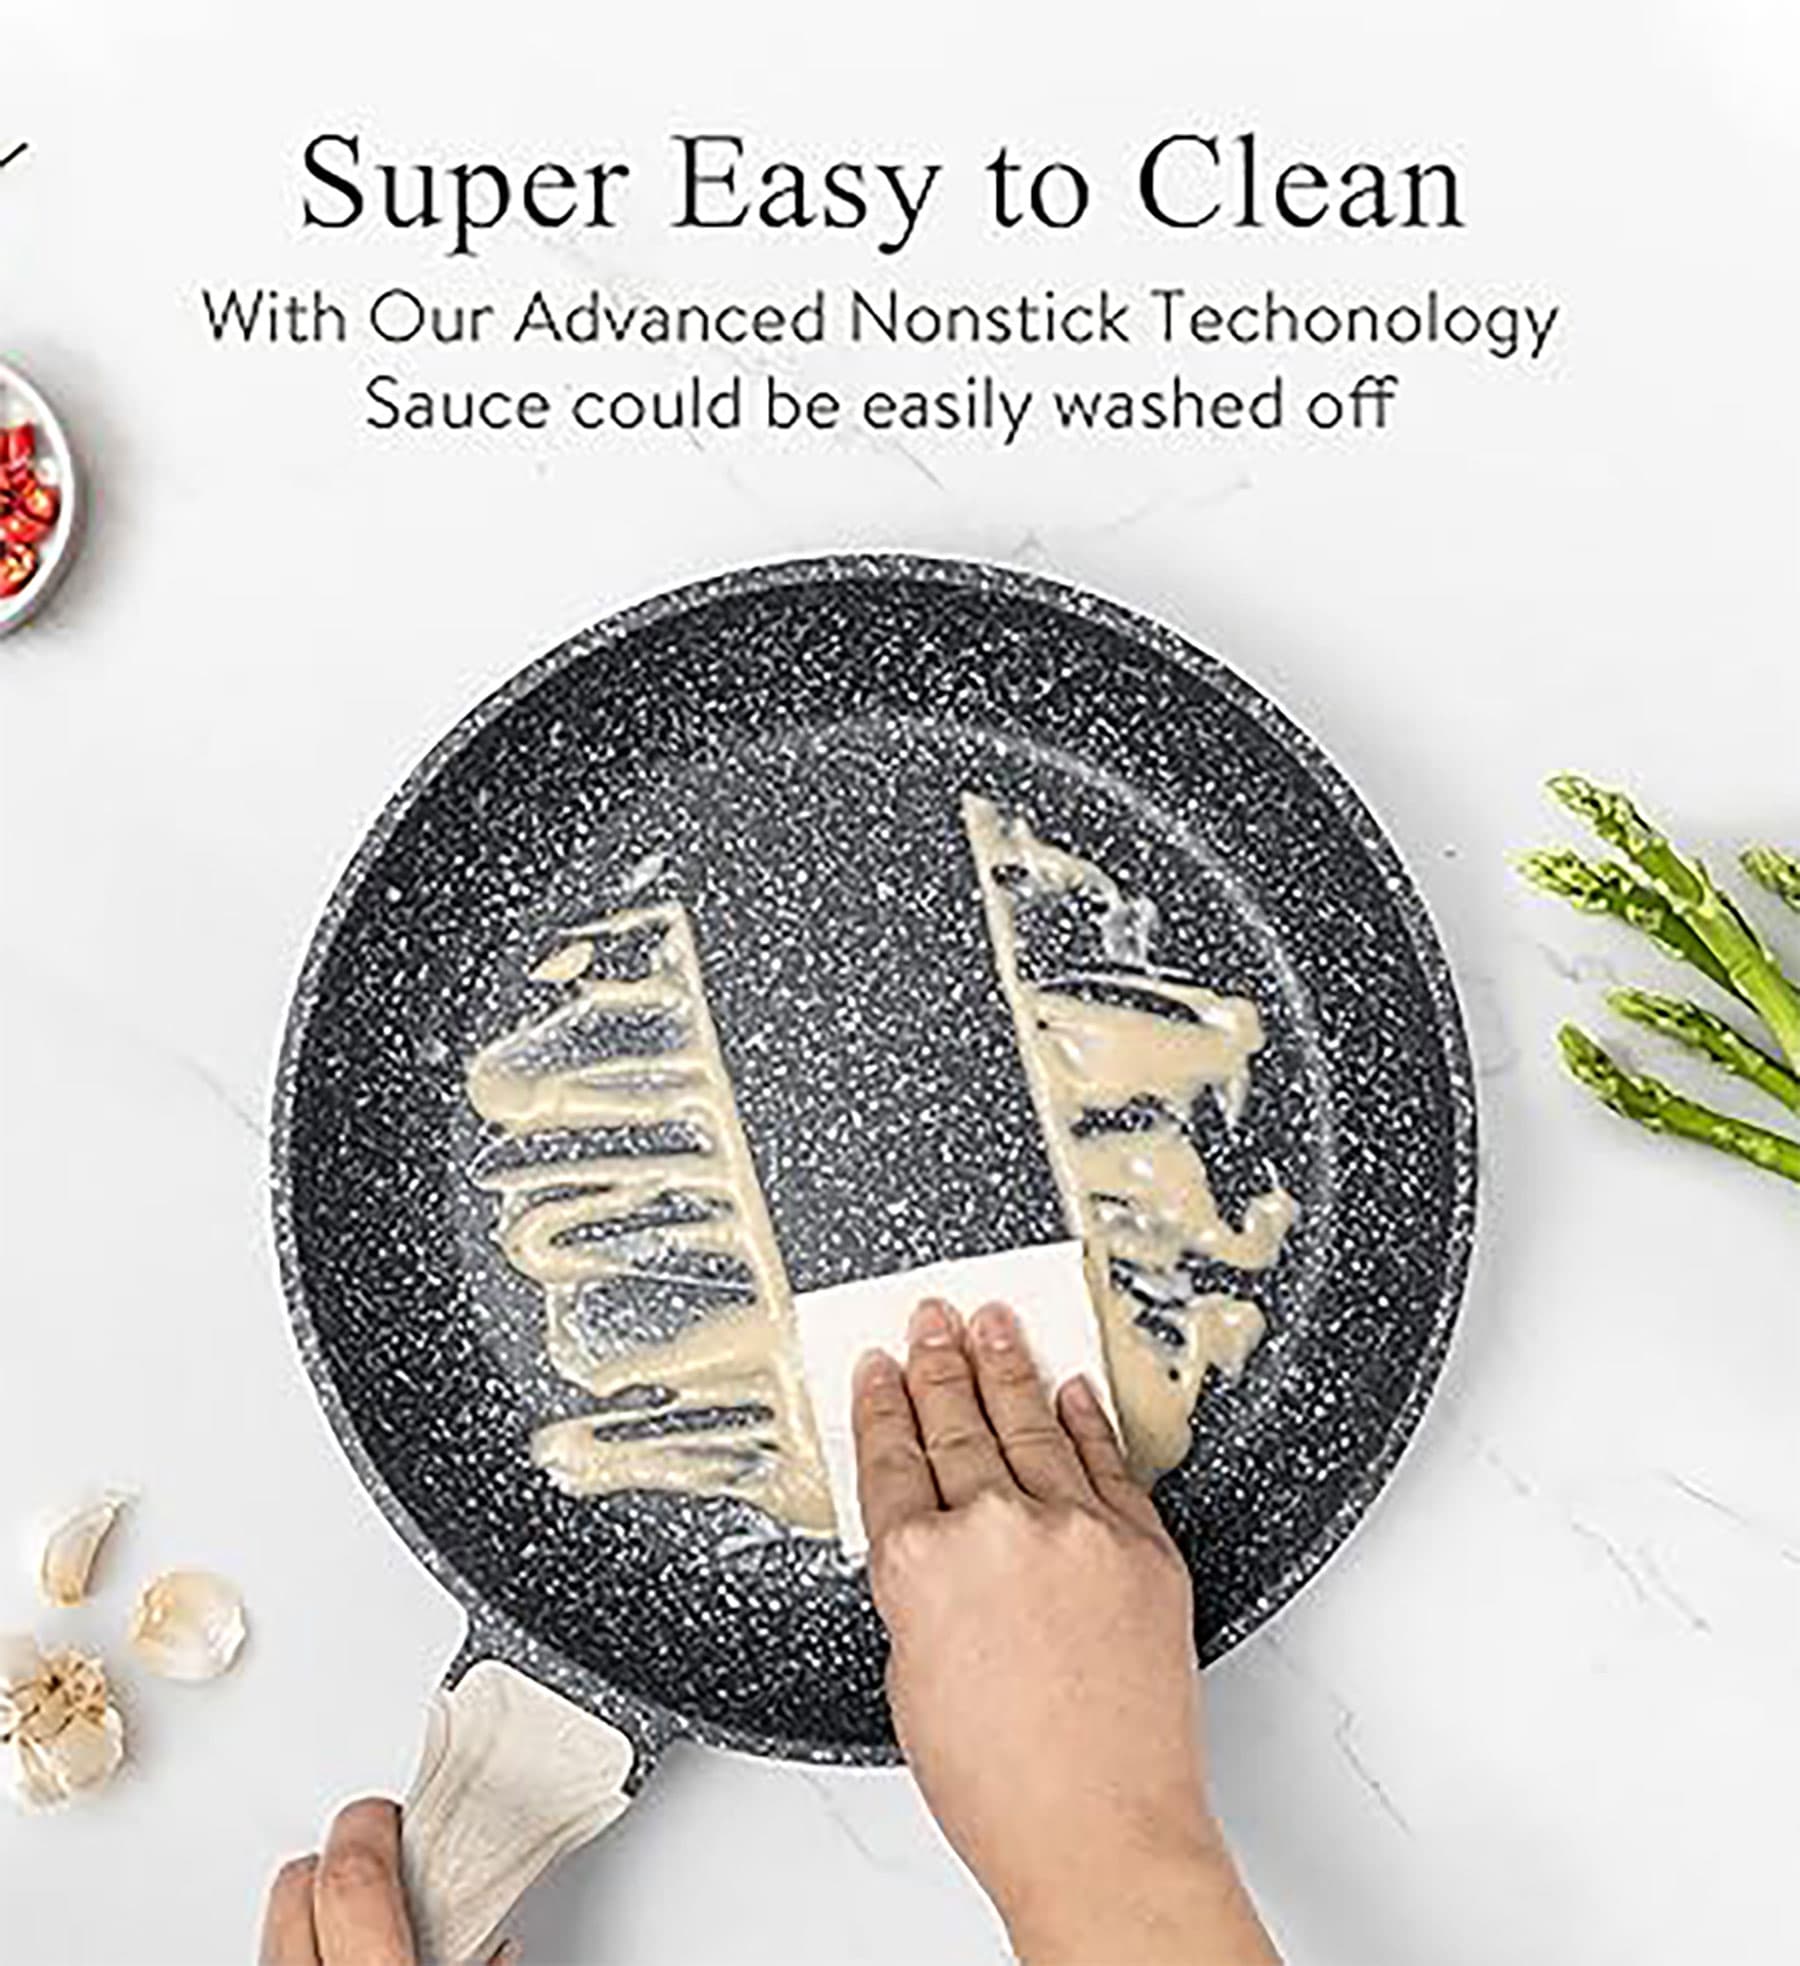 Super Easy to Clean
With Our Advanced Nonstick Techonology
Sauce could be easily washed off